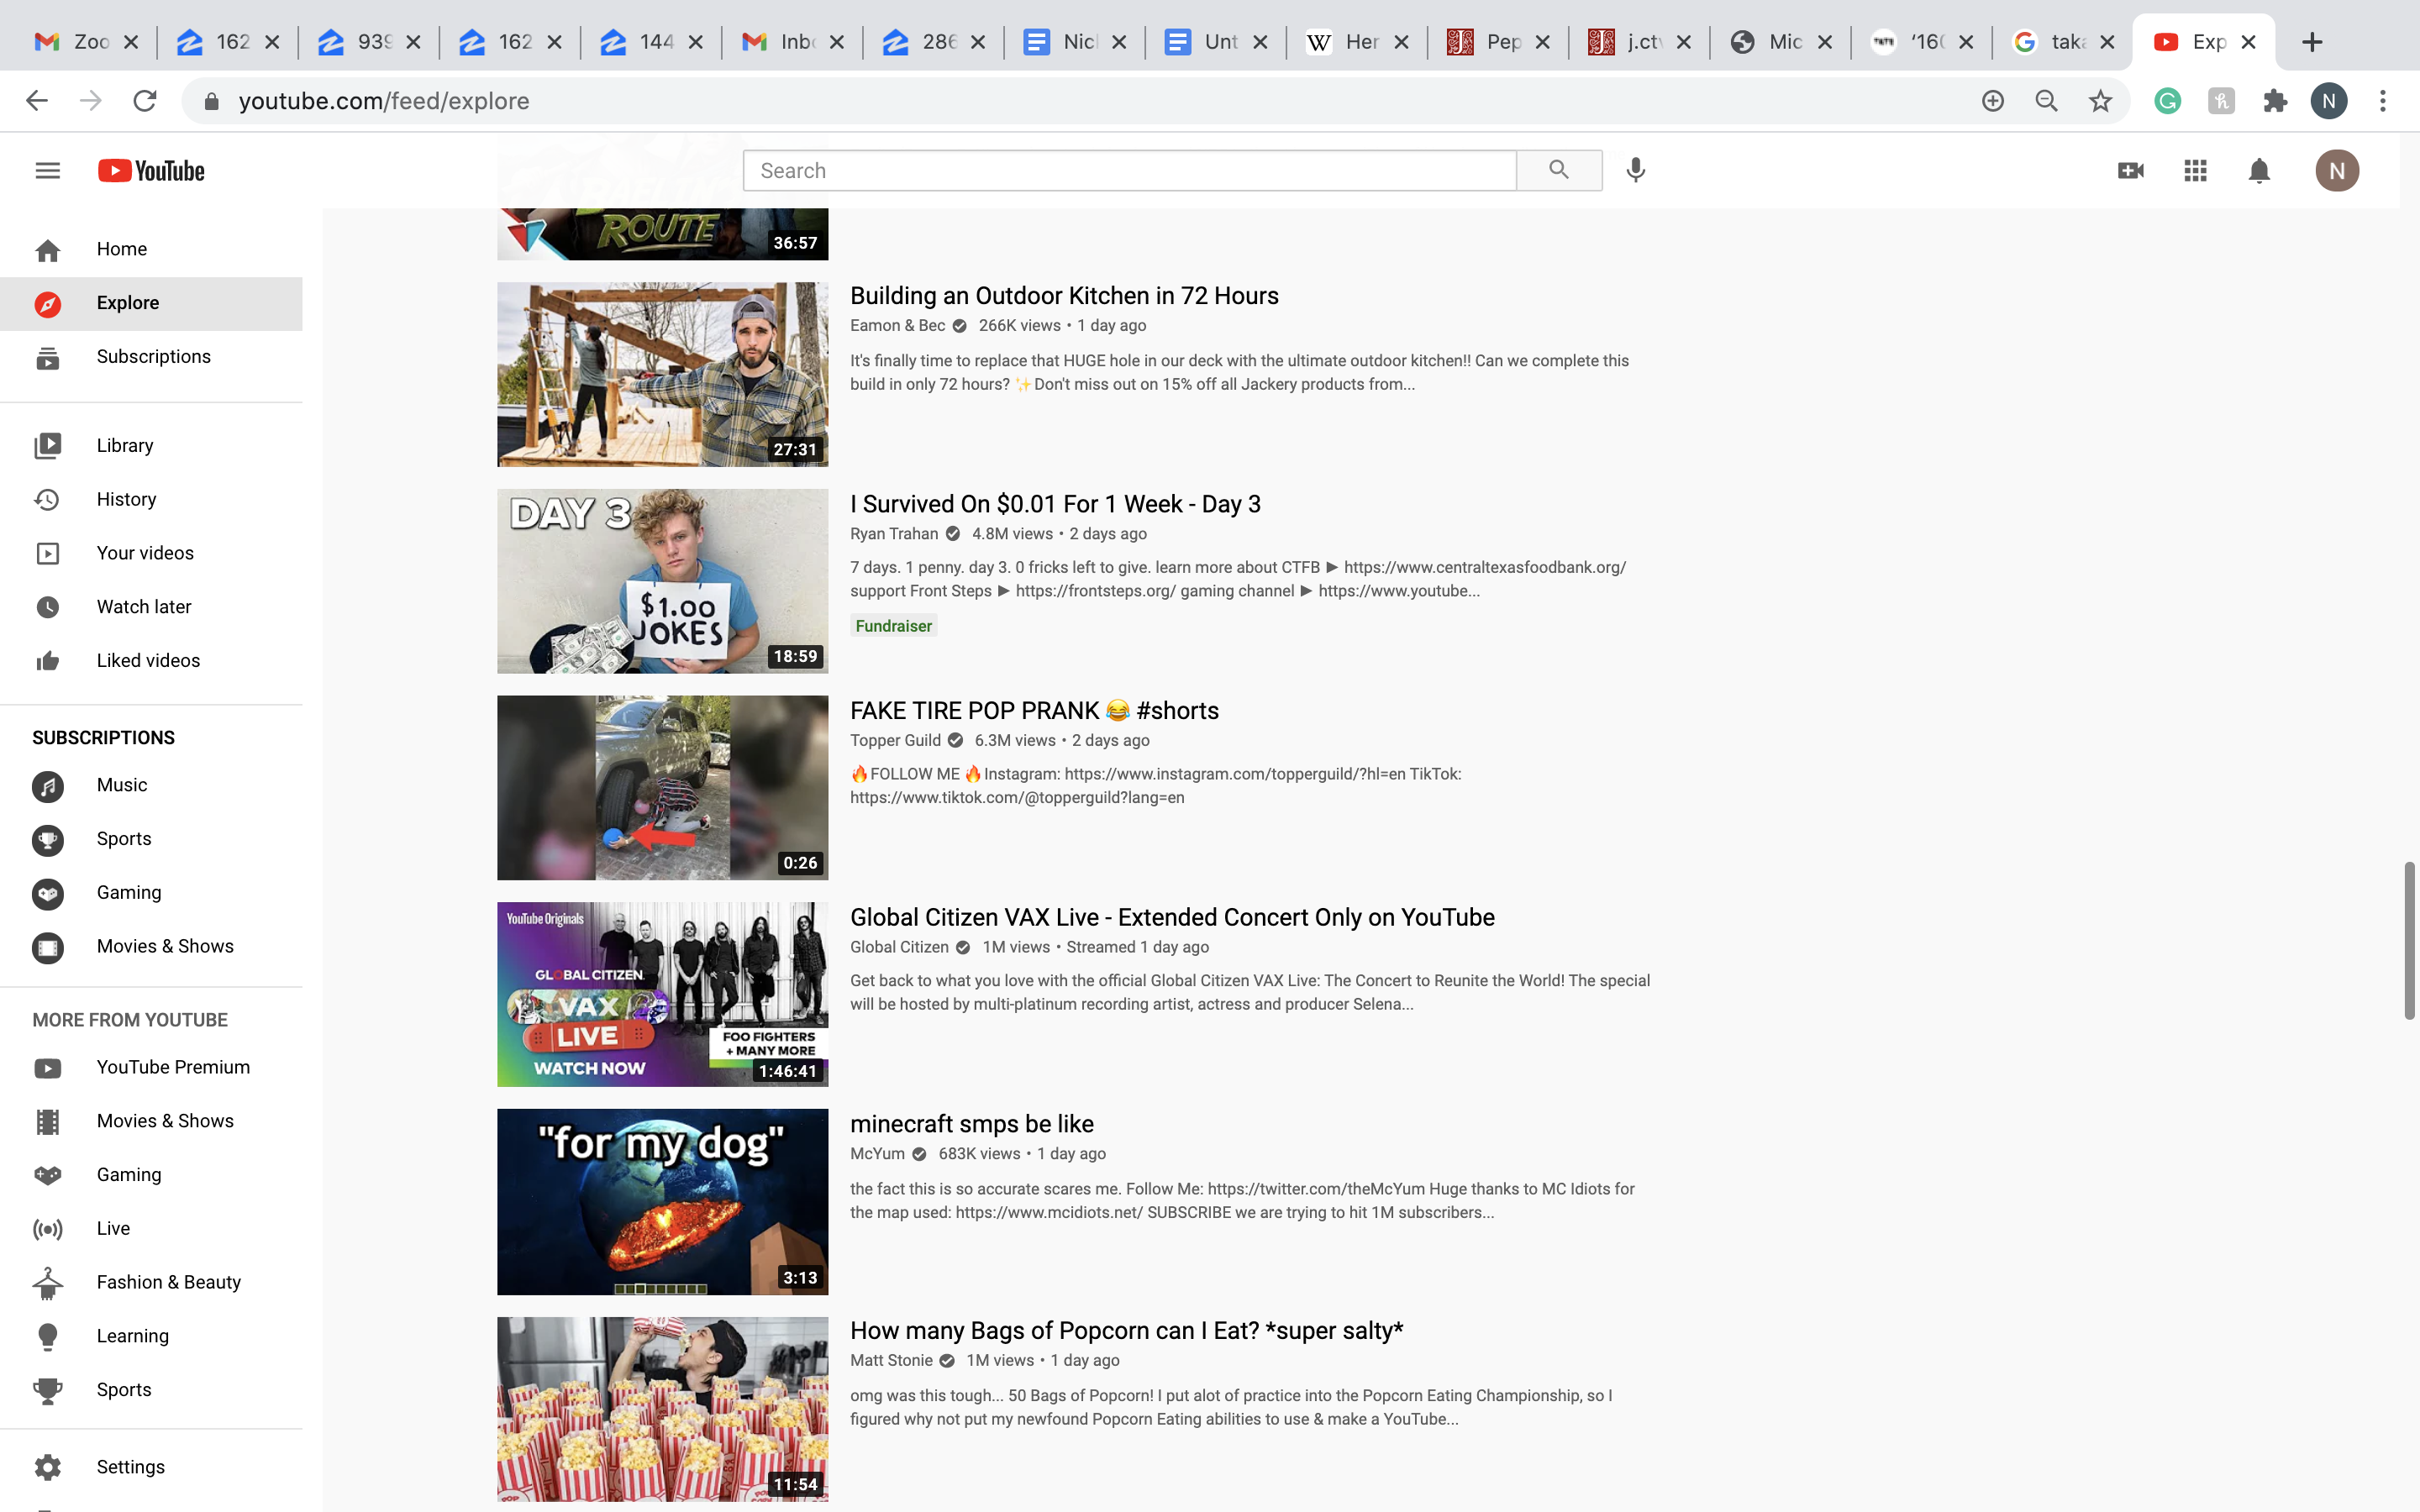 Zoo
162
939
162
144
Inb
286
Nic
Unt
Her
Pep
j.ct
Mic
'16
tak
Exp
youtube.com/feed/explore
N
YouTube
Search
N
Home
Explore
Subscriptions
Library
History
Your videos
Watch later
Liked videos
SUBSCRIPTIONS
Music
Sports
Gaming
Movies & Shows
MORE FROM YOUTUBE
YouTube Premium
Movies & Shows
Gaming
Live
Fashion & Beauty
Learning
Sports
Settings
ROUTE
36:57
27:31
Building an Outdoor Kitchen in 72 Hours
Eamon & Bec 266K views • 1 day ago
It's finally time to replace that HUGE hole in our deck with the ultimate outdoor kitchen!! Can we complete this
build in only 72 hours? ✨Don't miss out on 15% off all Jackery products from...
DAY 3
$1.00
JOKES
18:59
I Survived On $0.01 For 1 Week - Day 3
Ryan Trahan 4.8M views • 2 days ago
7 days. 1 penny. day 3. 0 fricks left to give. learn more about CTFB ► https://www.centraltexasfoodbank.org/
support Front Steps ► https://frontsteps.org/ gaming channel ► https://www.youtube...
Fundraiser
0:26
FAKE TIRE POP PRANK 😂 #shorts
Topper Guild 6.3M views • 2 days ago
🔥FOLLOW ME 🔥Instagram: https://www.instagram.com/topperguild/?hl=en TikTok:
https://www.tiktok.com/@topperguild?lang=en
YouTube Originals
GLOBAL CITIZEN
VAX
LIVE
WATCH NOW
FOO FIGHTERS
+ MANY MORE
1:46:41
Global Citizen VAX Live - Extended Concert Only on YouTube
Global Citizen 1M views • Streamed 1 day ago
Get back to what you love with the official Global Citizen VAX Live: The Concert to Reunite the World! The special
will be hosted by multi-platinum recording artist, actress and producer Selena...
"for my dog"
3:13
minecraft smps be like
McYum 683K views • 1 day ago
the fact this is so accurate scares me. Follow Me: https://twitter.com/theMcYum Huge thanks to MC Idiots for
the map used: https://www.mcidiots.net/ SUBSCRIBE we are trying to hit 1M subscribers...
11:54
How many Bags of Popcorn can I Eat? *super salty*
Matt Stonie 1M views • 1 day ago
omg was this tough... 50 Bags of Popcorn! I put alot of practice into the Popcorn Eating Championship, so I
figured why not put my newfound Popcorn Eating abilities to use & make a YouTube...